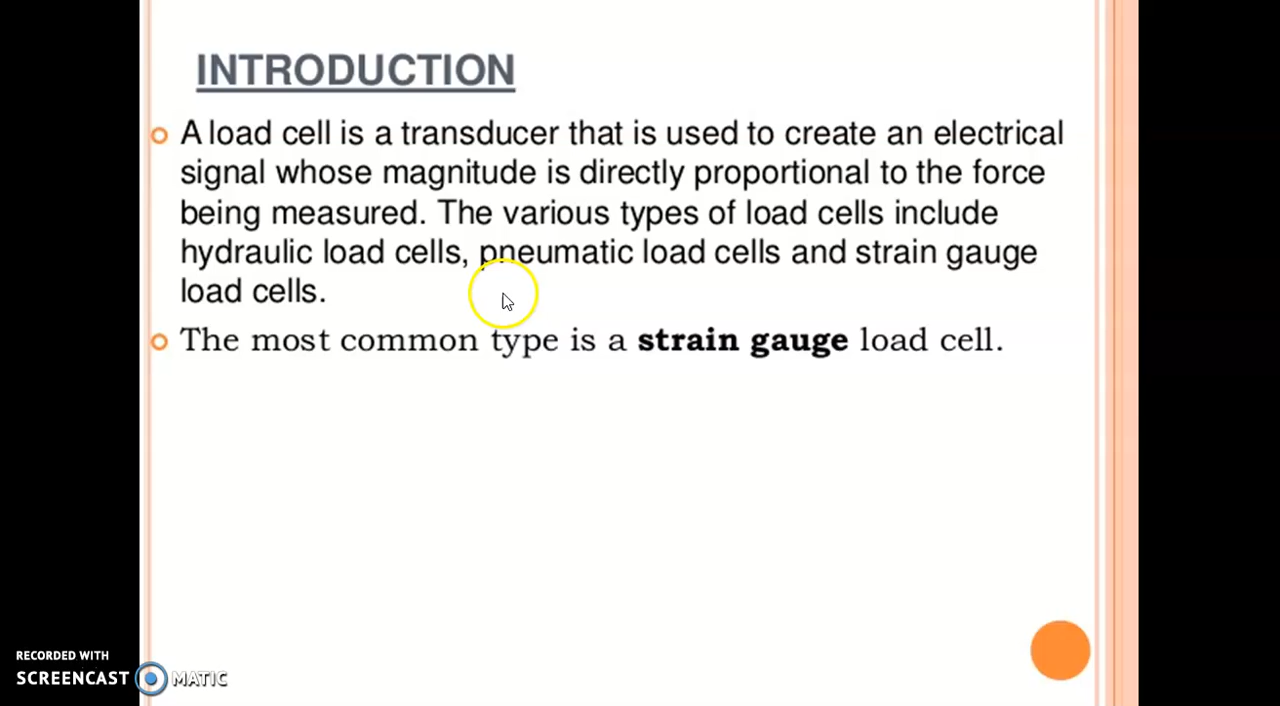 INTRODUCTION
A load cell is a transducer that is used to create an electrical
signal whose magnitude is directly proportional to the force
being measured. The various types of load cells include
hydraulic load cells, pneumatic load cells and strain gauge
load cells.
The most common type is a strain gauge load cell.
RECORDED WITH
SCREENCAST MATIC